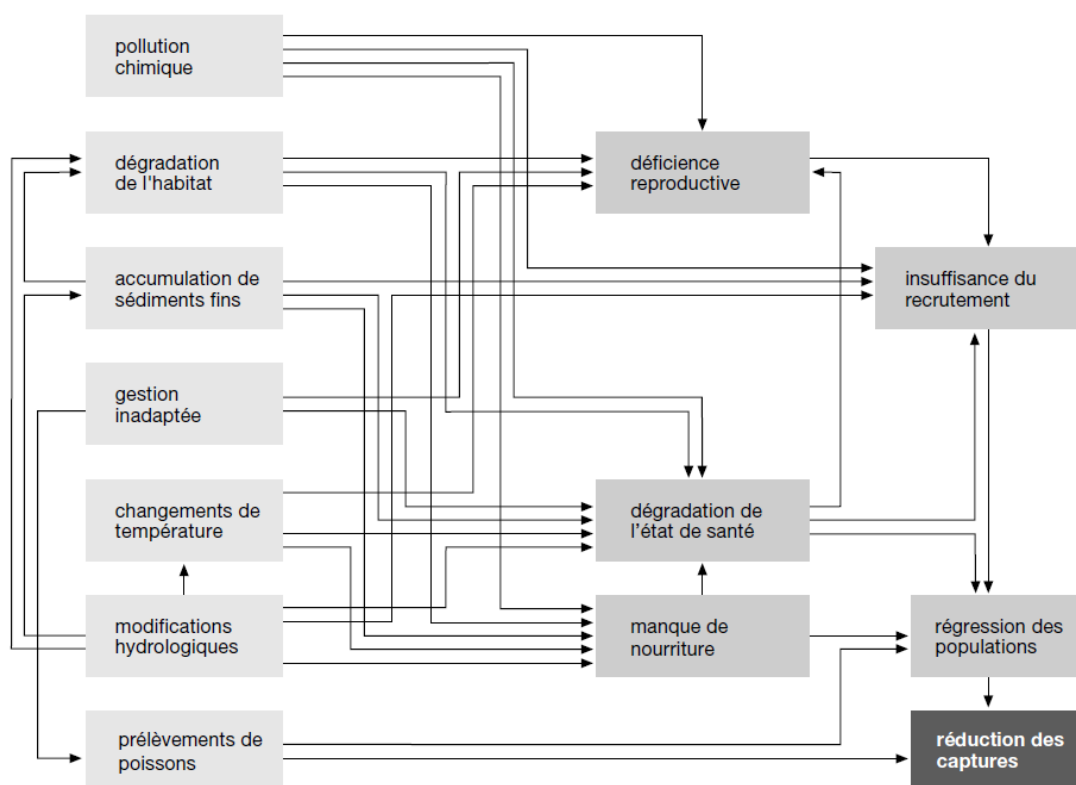 pollution
chimique
dégradation
de l'habitat
déficience
reproductive
accumulation de
sédiments fins
insuffisance du
recrutement
gestion
inadaptée
changements de
température
dégradation de
l'état de santé
modifications
hydrologiques
manque de
nourriture
régression des
populations
prélèvements de
poissons
réduction des
captures